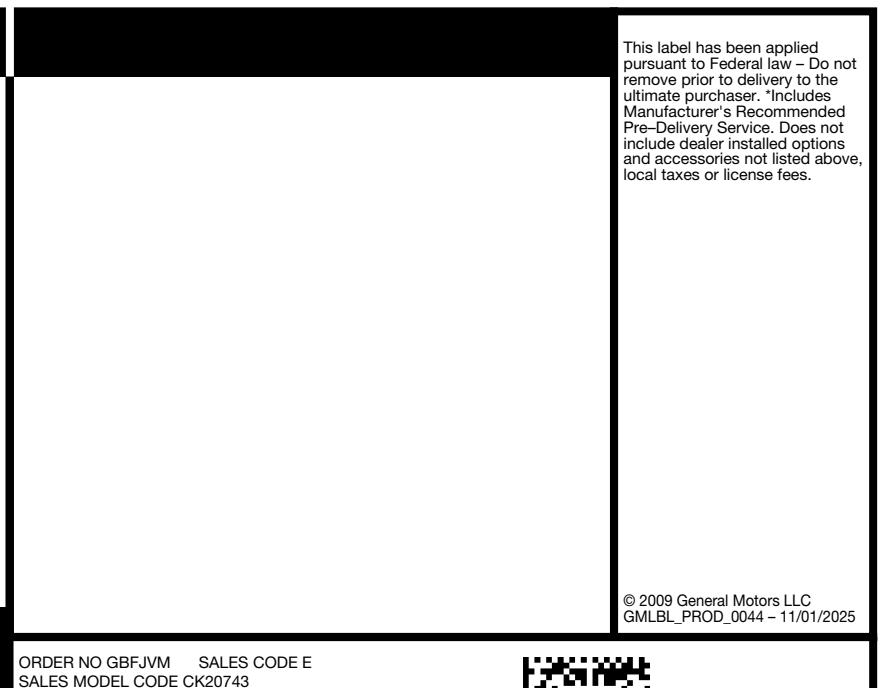 This label has been applied
pursuant to Federal law – Do not
remove prior to delivery to the
ultimate purchaser. *Includes
Manufacturer's Recommended
Pre–Delivery Service. Does not
include dealer installed options
and accessories not listed above,
local taxes or license fees.
© 2009 General Motors LLC
GMLBL_PROD_0044 – 11/01/2025
ORDER NO GBFJVM SALES CODE E
SALES MODEL CODE CK20743